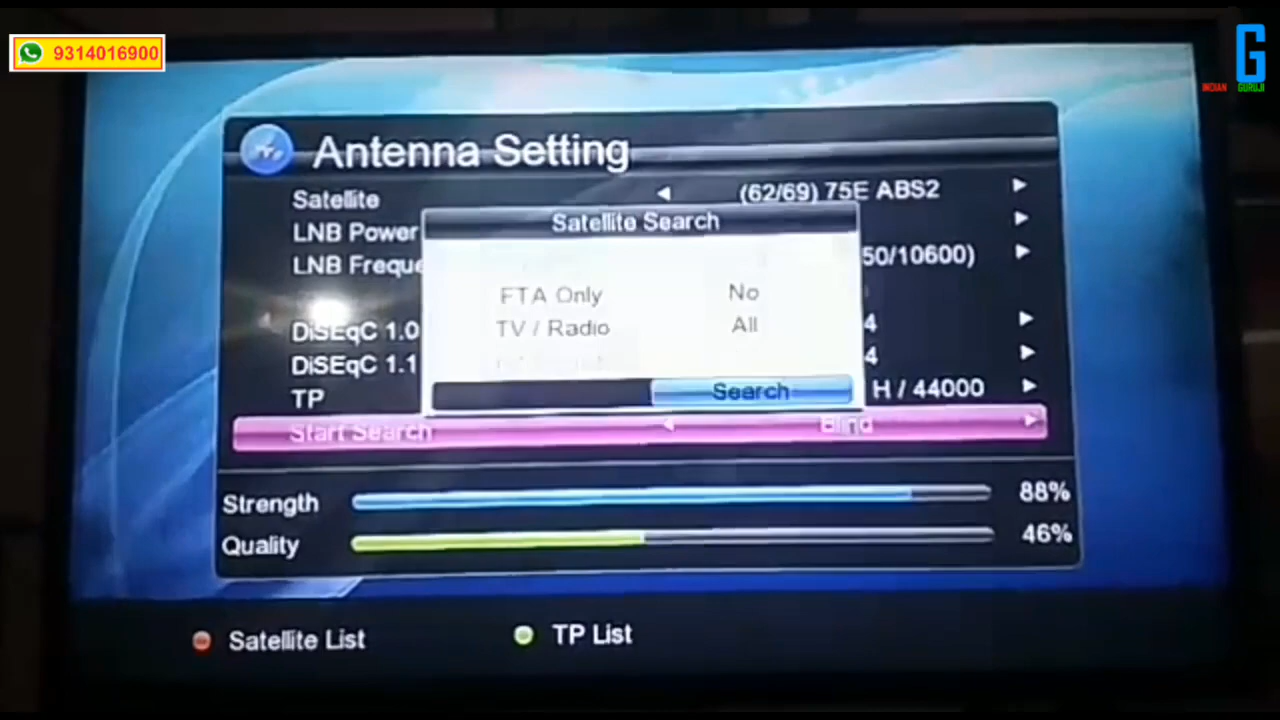 9314016900
G
INDIAN GURUJI
Antenna Setting
Satellite (62/69) 75E ABS2
Satellite Search
LNB Power
LNB Freque 50/10600)
FTA Only No
TV / Radio All
DiSEqC 1.0 4
DiSEqC 1.1 4
TP H / 44000
Search
Start Search Blind
Strength 88%
Quality 46%
Satellite List TP List